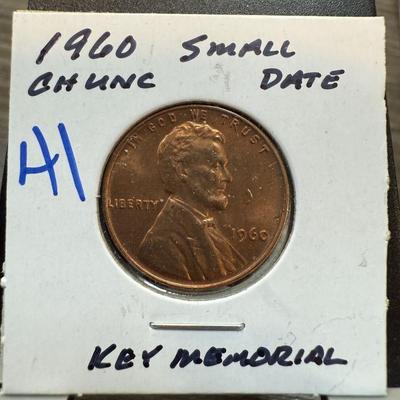 1960 SMALL
CH UNC DATE
41
IN GOD WE TRUST
LIBERTY
1960
KEY MEMORIAL